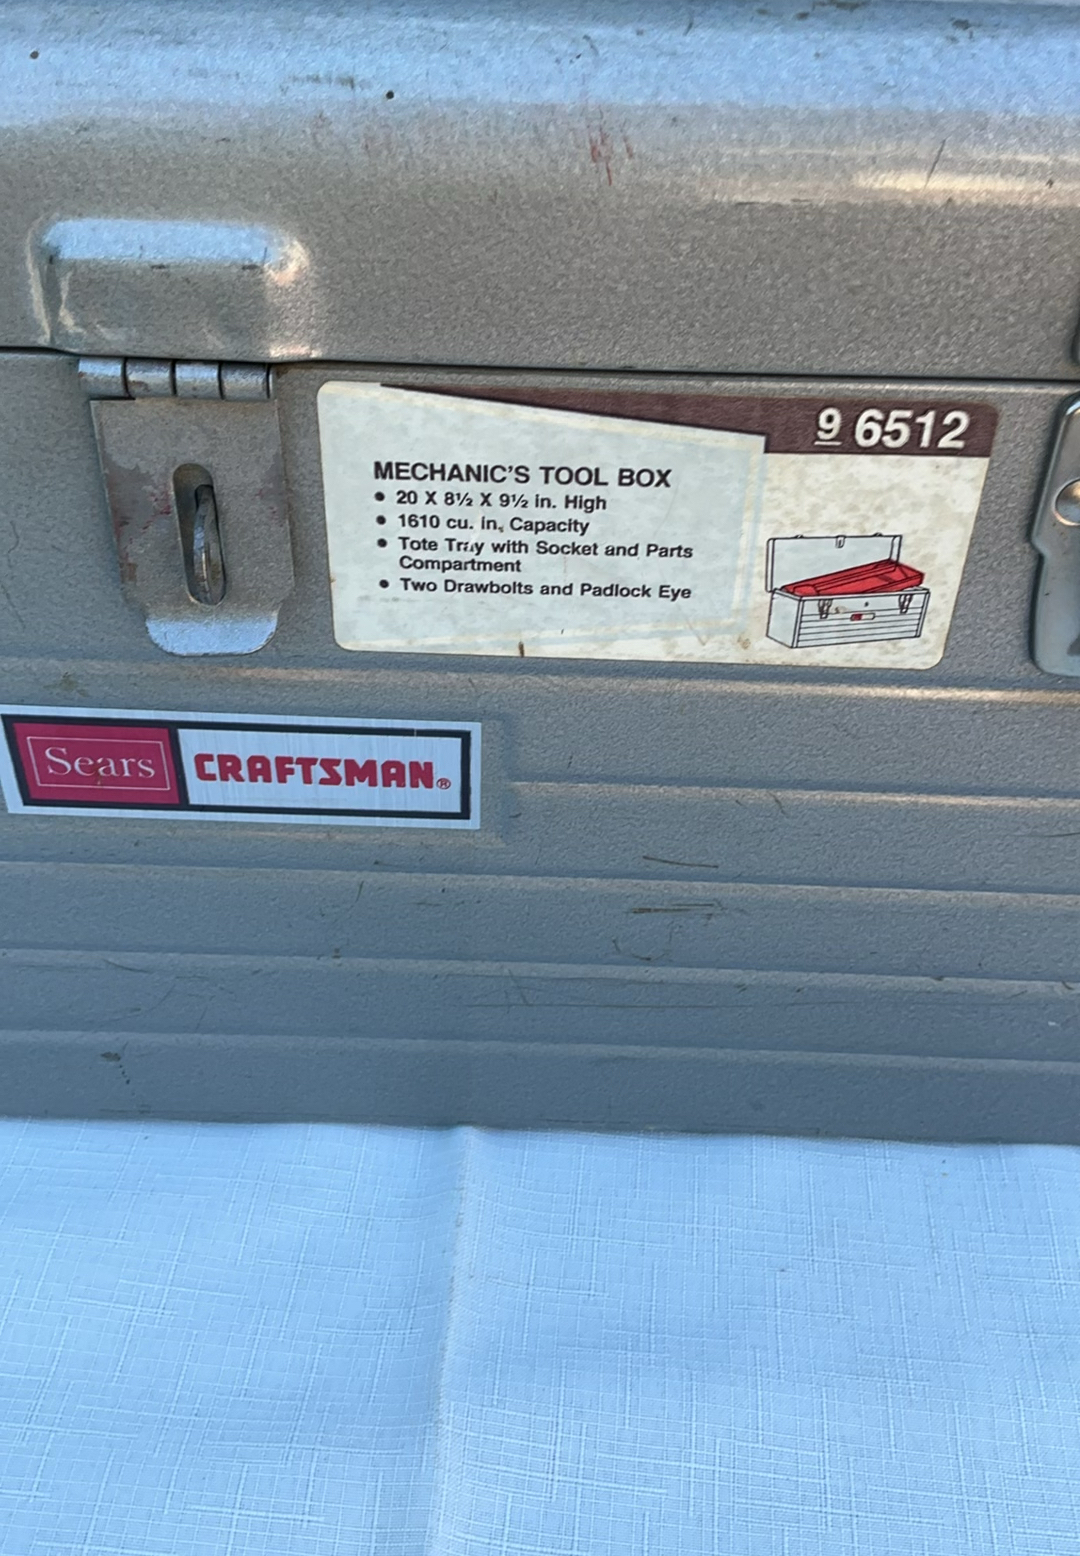 9 6512
MECHANIC'S TOOL BOX
• 20 X 8½ X 9½ in. High
• 1610 cu. in. Capacity
• Tote Tray with Socket and Parts
Compartment
• Two Drawbolts and Padlock Eye
Sears CRAFTSMAN®